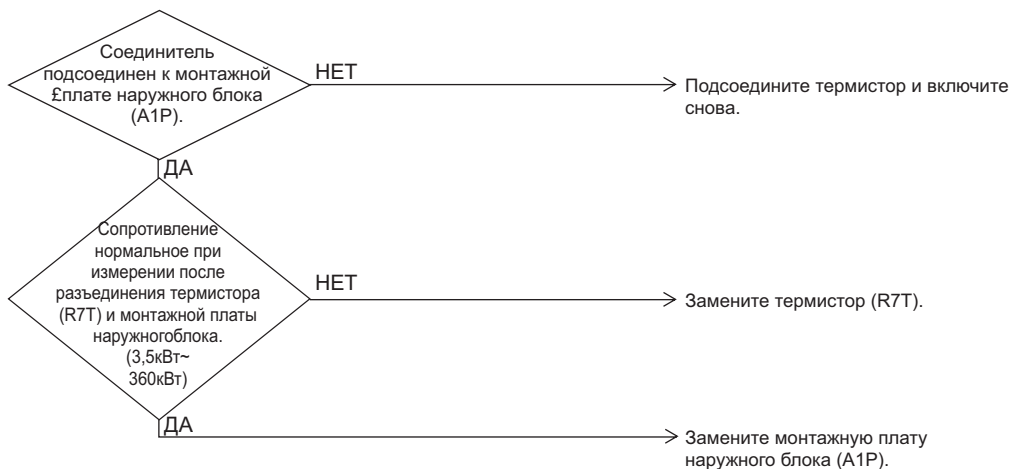 Соединитель
подсоединен к монтажной
£плате наружного блока
(A1P).
НЕТ
Подсоедините термистор и включите
снова.
ДА
Сопротивление
нормальное при
измерении после
разъединения термистора
(R7T) и монтажной платы
наружногоблока.
(3,5кВт~
360кВт)
НЕТ
Замените термистор (R7T).
ДА
Замените монтажную плату
наружного блока (A1P).